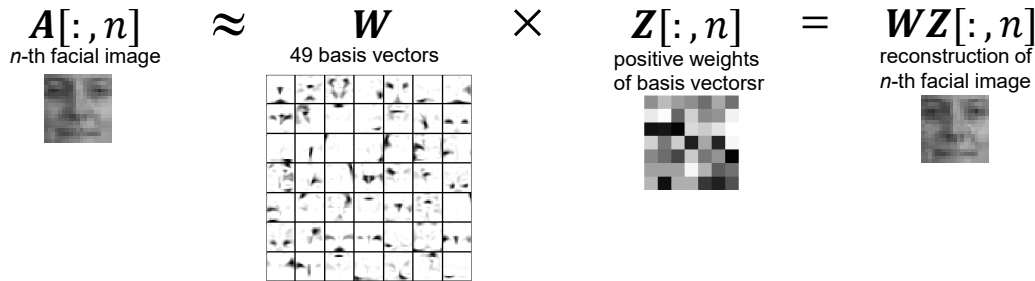 A[:, n] ≈ W × Z[:, n] = WZ[:, n]
n-th facial image
49 basis vectors
positive weights
of basis vectorsr
reconstruction of
n-th facial image